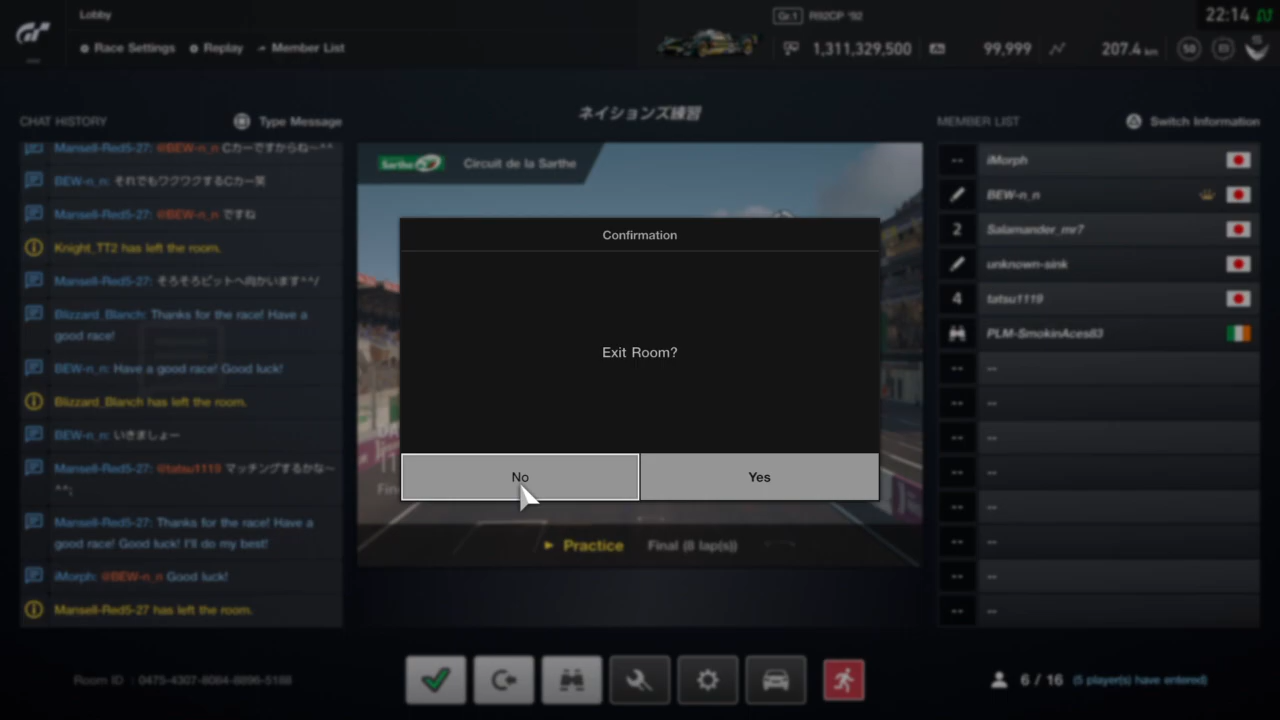 Lobby
Race Settings Replay Member List
Gr.1 R92CP '92
1,311,329,500 99,999 207.4 km 50
22:14
CHAT HISTORY Type Message
Mansell-Red5-27: @BEW-n_n Cカーですからね~^^
BEW-n_n: それでもワクワクするCカー笑
Mansell-Red5-27: @BEW-n_n ですね
Knight_TT2 has left the room.
Mansell-Red5-27: そろそろピットへ向かいます^^/
Blizzard_Blanch: Thanks for the race! Have a
good race!
BEW-n_n: Have a good race! Good luck!
Blizzard_Blanch has left the room.
BEW-n_n: いきましょー
Mansell-Red5-27: @tatsu1119 マッチングするかな~
^^;
Mansell-Red5-27: Thanks for the race! Have a
good race! Good luck! I'll do my best!
iMorph: @BEW-n_n Good luck!
Mansell-Red5-27 has left the room.
ネイションズ練習
Sarthe Circuit de la Sarthe
Confirmation
Exit Room?
No Yes
Practice Final (8 lap(s))
MEMBER LIST Switch Information
-- iMorph
BEW-n_n
2 Salamander_mr7
unknown-sink
4 tatsu1119
PLM-SmokinAces83
-- --
-- --
-- --
-- --
-- --
-- --
-- --
-- --
Room ID : 0475-4307-8084-8896-5188
6 / 16 (5 player(s) have entered)